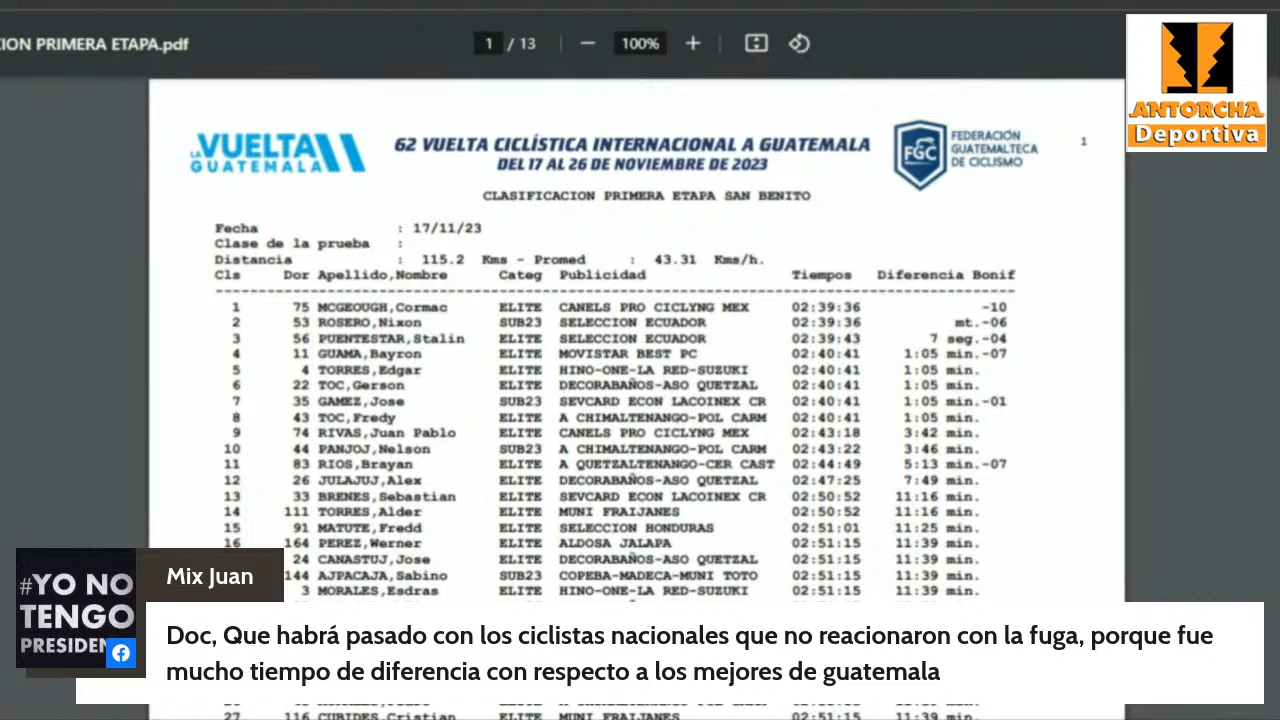 CION PRIMERA ETAPA.pdf
1 / 13
100%
ANTORCHA
Deportiva
LA VUELTA
GUATEMALA
62 VUELTA CICLÍSTICA INTERNACIONAL A GUATEMALA
DEL 17 AL 26 DE NOVIEMBRE DE 2023
FGC
FEDERACIÓN
GUATEMALTECA
DE CICLISMO
1
CLASIFICACION PRIMERA ETAPA SAN BENITO
Fecha : 17/11/23
Clase de la prueba :
Distancia : 115.2 Kms - Promed : 43.31 Kms/h.
Cls Dor Apellido,Nombre Categ Publicidad Tiempos Diferencia Bonif
1 75 MCGEOUGH,Cormac ELITE CANELS PRO CICLYNG MEX 02:39:36 -10
2 53 ROSERO,Nixon SUB23 SELECCION ECUADOR 02:39:36 mt.-06
3 56 PUENTESTAR,Stalin ELITE SELECCION ECUADOR 02:39:43 7 seg.-04
4 11 GUAMA,Bayron ELITE MOVISTAR BEST PC 02:40:41 1:05 min.-07
5 4 TORRES,Edgar ELITE HINO-ONE-LA RED-SUZUKI 02:40:41 1:05 min.
6 22 TOC,Gerson ELITE DECORABAÑOS-ASO QUETZAL 02:40:41 1:05 min.
7 35 GAMEZ,Jose SUB23 SEVCARD ECON LACOINEX CR 02:40:41 1:05 min.-01
8 43 TOC,Fredy ELITE A CHIMALTENANGO-POL CARM 02:40:41 1:05 min.
9 74 RIVAS,Juan Pablo ELITE CANELS PRO CICLYNG MEX 02:43:18 3:42 min.
10 44 PANJOJ,Nelson SUB23 A CHIMALTENANGO-POL CARM 02:43:22 3:46 min.
11 83 RIOS,Brayan ELITE A QUETZALTENANGO-CER CAST 02:44:49 5:13 min.-07
12 26 JULAJUJ,Alex ELITE DECORABAÑOS-ASO QUETZAL 02:47:25 7:49 min.
13 33 BRENES,Sebastian ELITE SEVCARD ECON LACOINEX CR 02:50:52 11:16 min.
14 111 TORRES,Alder ELITE MUNI FRAIJANES 02:50:52 11:16 min.
15 91 MATUTE,Fredd ELITE SELECCION HONDURAS 02:51:01 11:25 min.
16 164 PEREZ,Werner ELITE ALDOSA JALAPA 02:51:15 11:39 min.
24 CANASTUJ,Jose ELITE DECORABAÑOS-ASO QUETZAL 02:51:15 11:39 min.
144 AJPACAJA,Sabino SUB23 COPEBA-MADECA-MUNI TOTO 02:51:15 11:39 min.
3 MORALES,Esdras ELITE HINO-ONE-LA RED-SUZUKI 02:51:15 11:39 min.
#YO NO
TENGO
Mix Juan
Doc, Que habrá pasado con los ciclistas nacionales que no reacionaron con la fuga, porque fue
mucho tiempo de diferencia con respecto a los mejores de guatemala
27 116 CUBIDES,Cristian ELITE MUNI FRAIJANES 02:51:15 11:39 min.